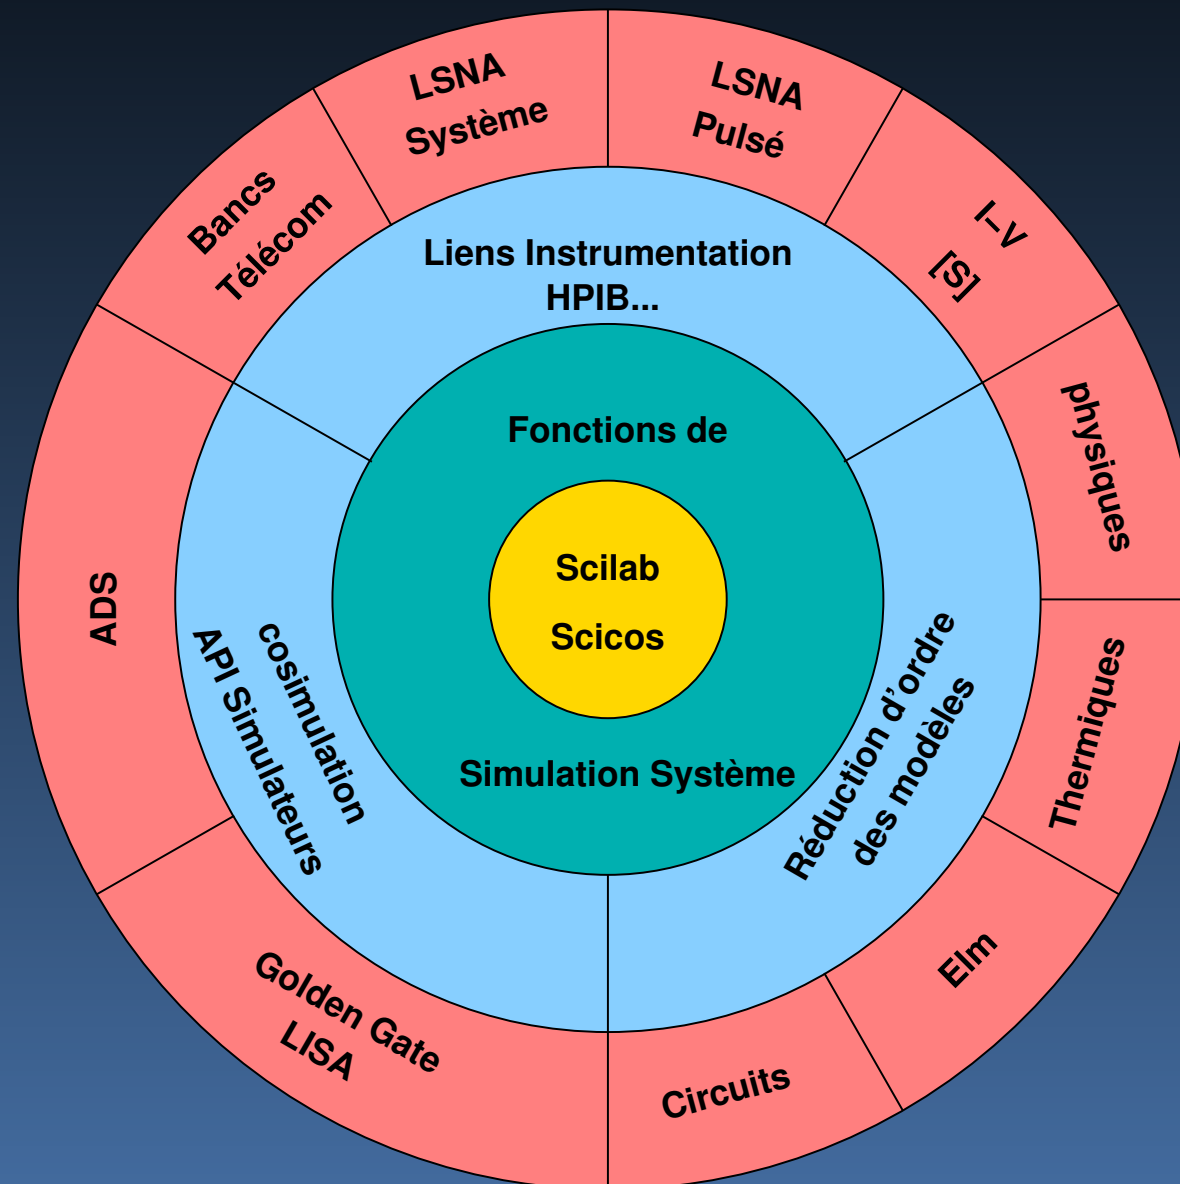 LSNA
Système
LSNA
Pulsé
Bancs
Télécom
I–V
[S]
Liens Instrumentation
HPIB...
physiques
Fonctions de
Scilab
Scicos
Simulation Système
ADS
cosimulation
API Simulateurs
Réduction d'ordre
des modèles
Thermiques
Elm
Golden Gate
LISA
Circuits